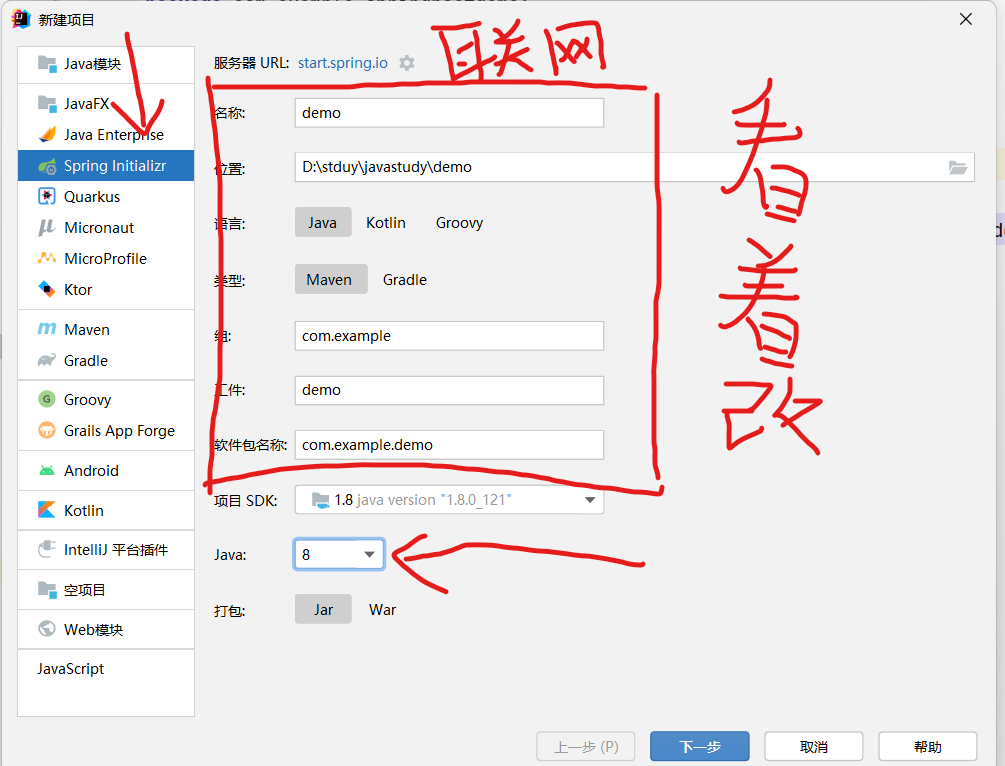 新建项目
联网
Java模块
JavaFX
Java Enterprise
Spring Initializr
Quarkus
Micronaut
MicroProfile
Ktor
Maven
Gradle
Groovy
Grails App Forge
Android
Kotlin
IntelliJ 平台插件
空项目
Web模块
JavaScript
服务器 URL: start.spring.io
名称: demo
位置: D:\stduy\javastudy\demo
语言: Java Kotlin Groovy
类型: Maven Gradle
组: com.example
工件: demo
软件包名称: com.example.demo
项目 SDK: 1.8 java version "1.8.0_121"
Java: 8
打包: Jar War
看着改
上一步 (P) 下一步 取消 帮助